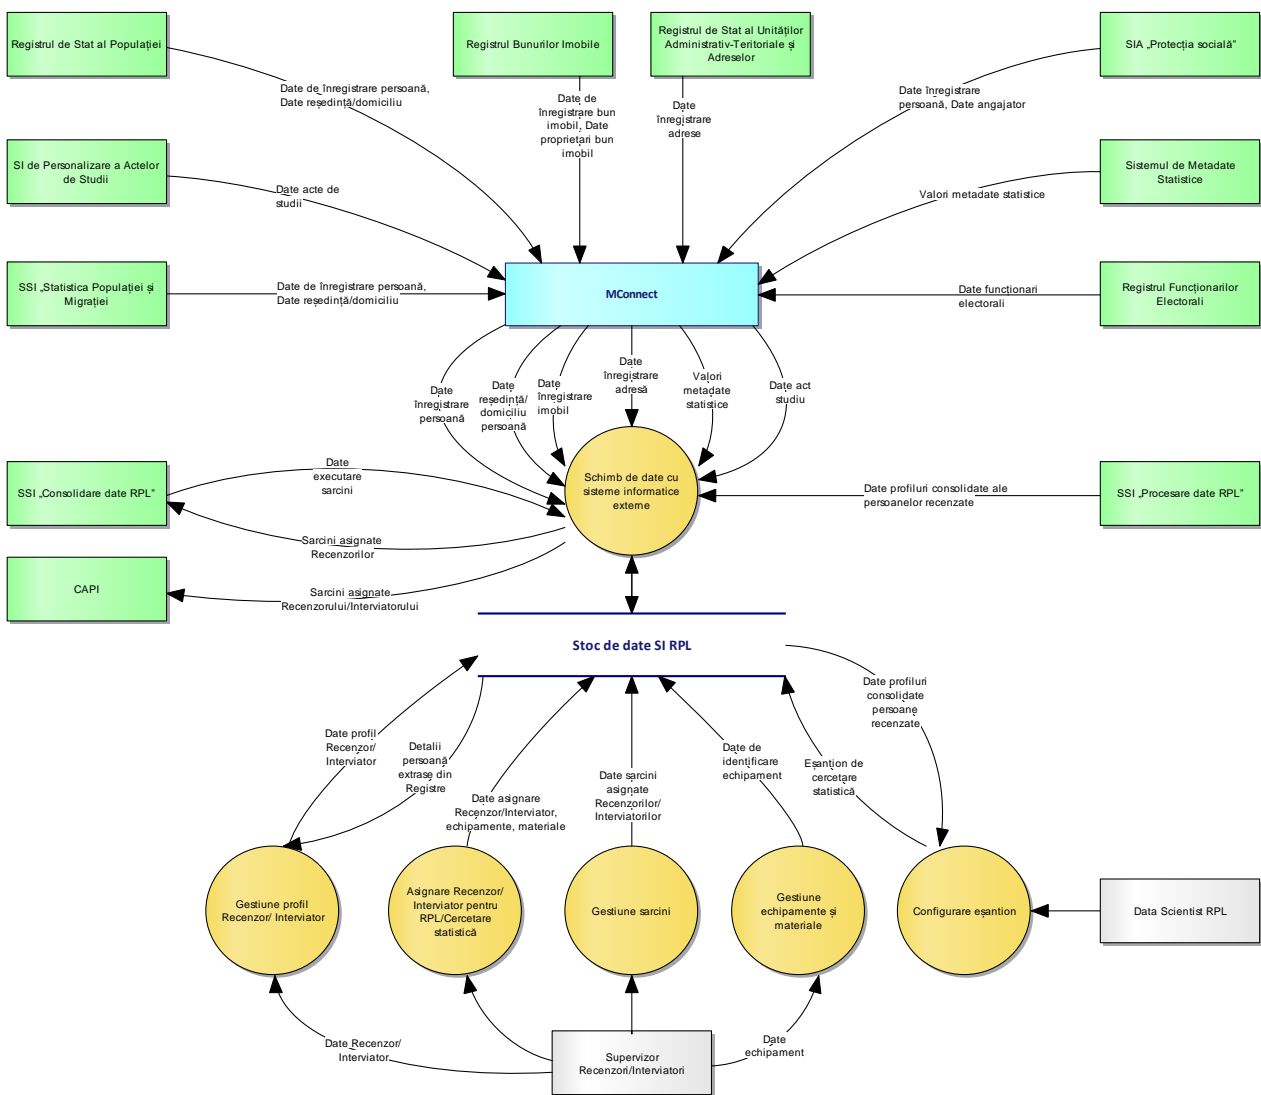 Registrul de Stat al Populației
Registrul Bunurilor Imobile
Registrul de Stat al Unităților
Administrativ-Teritoriale și
Adreselor
SIA „Protecția socială”
Date de înregistrare persoană,
Date reședință/domiciliu
Date de
înregistrare bun
imobil, Date
proprietari bun
imobil
Date
înregistrare
adrese
Date înregistrare
persoană, Date angajator
SI de Personalizare a Actelor
de Studii
Date acte de
studii
Sistemul de Metadate
Statistice
Valori metadate statistice
SSI „Statistica Populației și
Migrației
Date de înregistrare persoană,
Date reședință/domiciliu
MConnect
Date funcționari
electorali
Registrul Funcționarilor
Electorali
Date
înregistrare
persoană
Date
reședință/
domiciliu
persoană
Date
înregistrare
imobil
Date
înregistrare
adresă
Valori
metadate
statistice
Date act
studiu
SSI „Consolidare date RPL”
Date
executare
sarcini
Schimb de date cu
sisteme informatice
externe
Date profiluri consolidate ale
persoanelor recenzate
SSI „Procesare date RPL”
Sarcini asignate
Recenzorilor
CAPI
Sarcini asignate
Recenzorului/Interviatorului
Stoc de date SI RPL
Date profil
Recenzor/
Interviator
Detalii
persoană
extrase din
Registre
Date asignare
Recenzor/Interviator,
echipamente, materiale
Date sarcini
asignate
Recenzorilor/
Interviatorilor
Date de
identificare
echipament
Eșantion de
cercetare
statistică
Date profiluri
consolidate
persoane
recenzate
Gestiune profil
Recenzor/ Interviator
Asignare Recenzor/
Interviator pentru
RPL/Cercetare
statistică
Gestiune sarcini
Gestiune
echipamente și
materiale
Configurare eșantion
Data Scientist RPL
Date Recenzor/
Interviator
Supervizor
Recenzori/Interviatori
Date
echipament